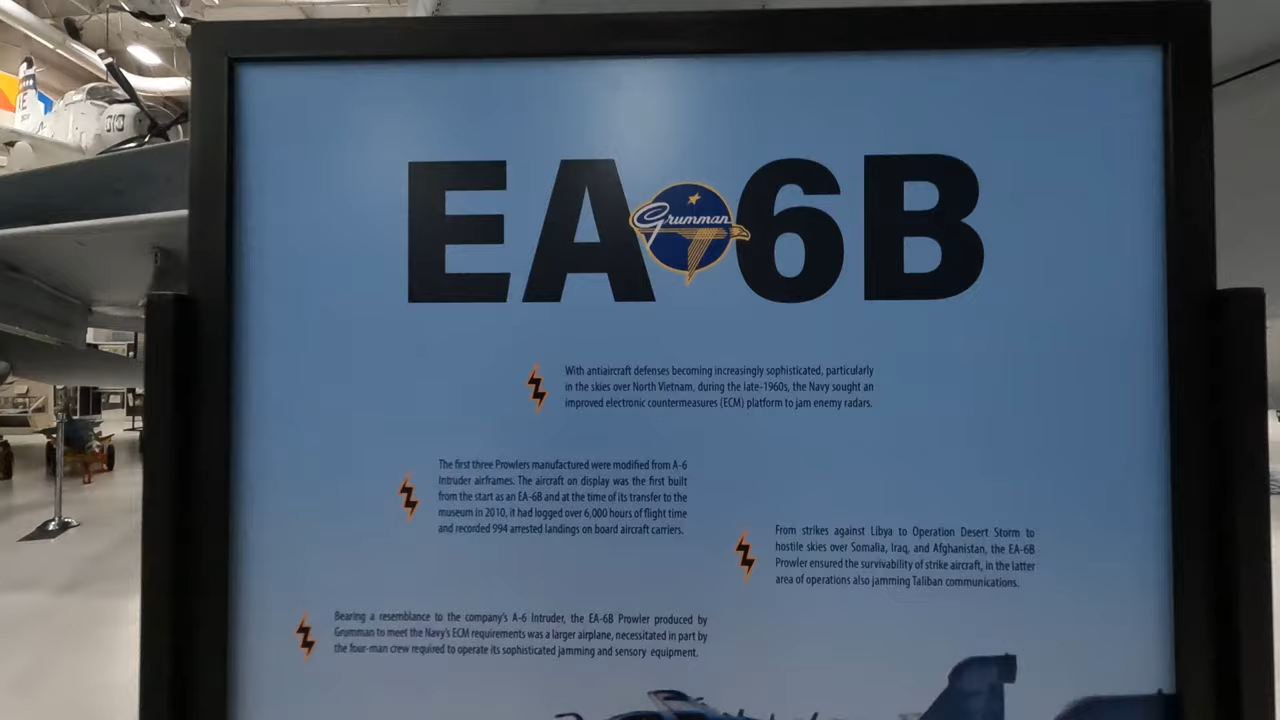 EA 6B
Grumman
With antiaircraft defenses becoming increasingly sophisticated, particularly
in the skies over North Vietnam, during the late-1960s, the Navy sought an
improved electronic countermeasures (ECM) platform to jam enemy radars.
The first three Prowlers manufactured were modified from A-6
Intruder airframes. The aircraft on display was the first built
from the start as an EA-6B and at the time of its transfer to the
museum in 2010, it had logged over 6,000 hours of flight time
and recorded 994 arrested landings on board aircraft carriers.
From strikes against Libya to Operation Desert Storm to
hostile skies over Somalia, Iraq, and Afghanistan, the EA-6B
Prowler ensured the survivability of strike aircraft, in the latter
area of operations also jamming Taliban communications.
Bearing a resemblance to the company's A-6 Intruder, the EA-6B Prowler produced by
Grumman to meet the Navy's ECM requirements was a larger airplane, necessitated in part by
the four-man crew required to operate its sophisticated jamming and sensory equipment.